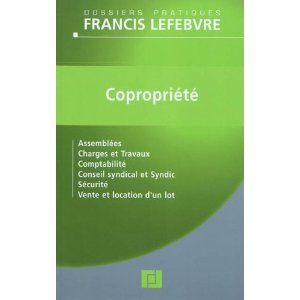 DOSSIERS PRATIQUES
FRANCIS LEFEBVRE
Copropriété
Assemblées
Charges et Travaux
Comptabilité
Conseil syndical et Syndic
Sécurité
Vente et location d'un lot